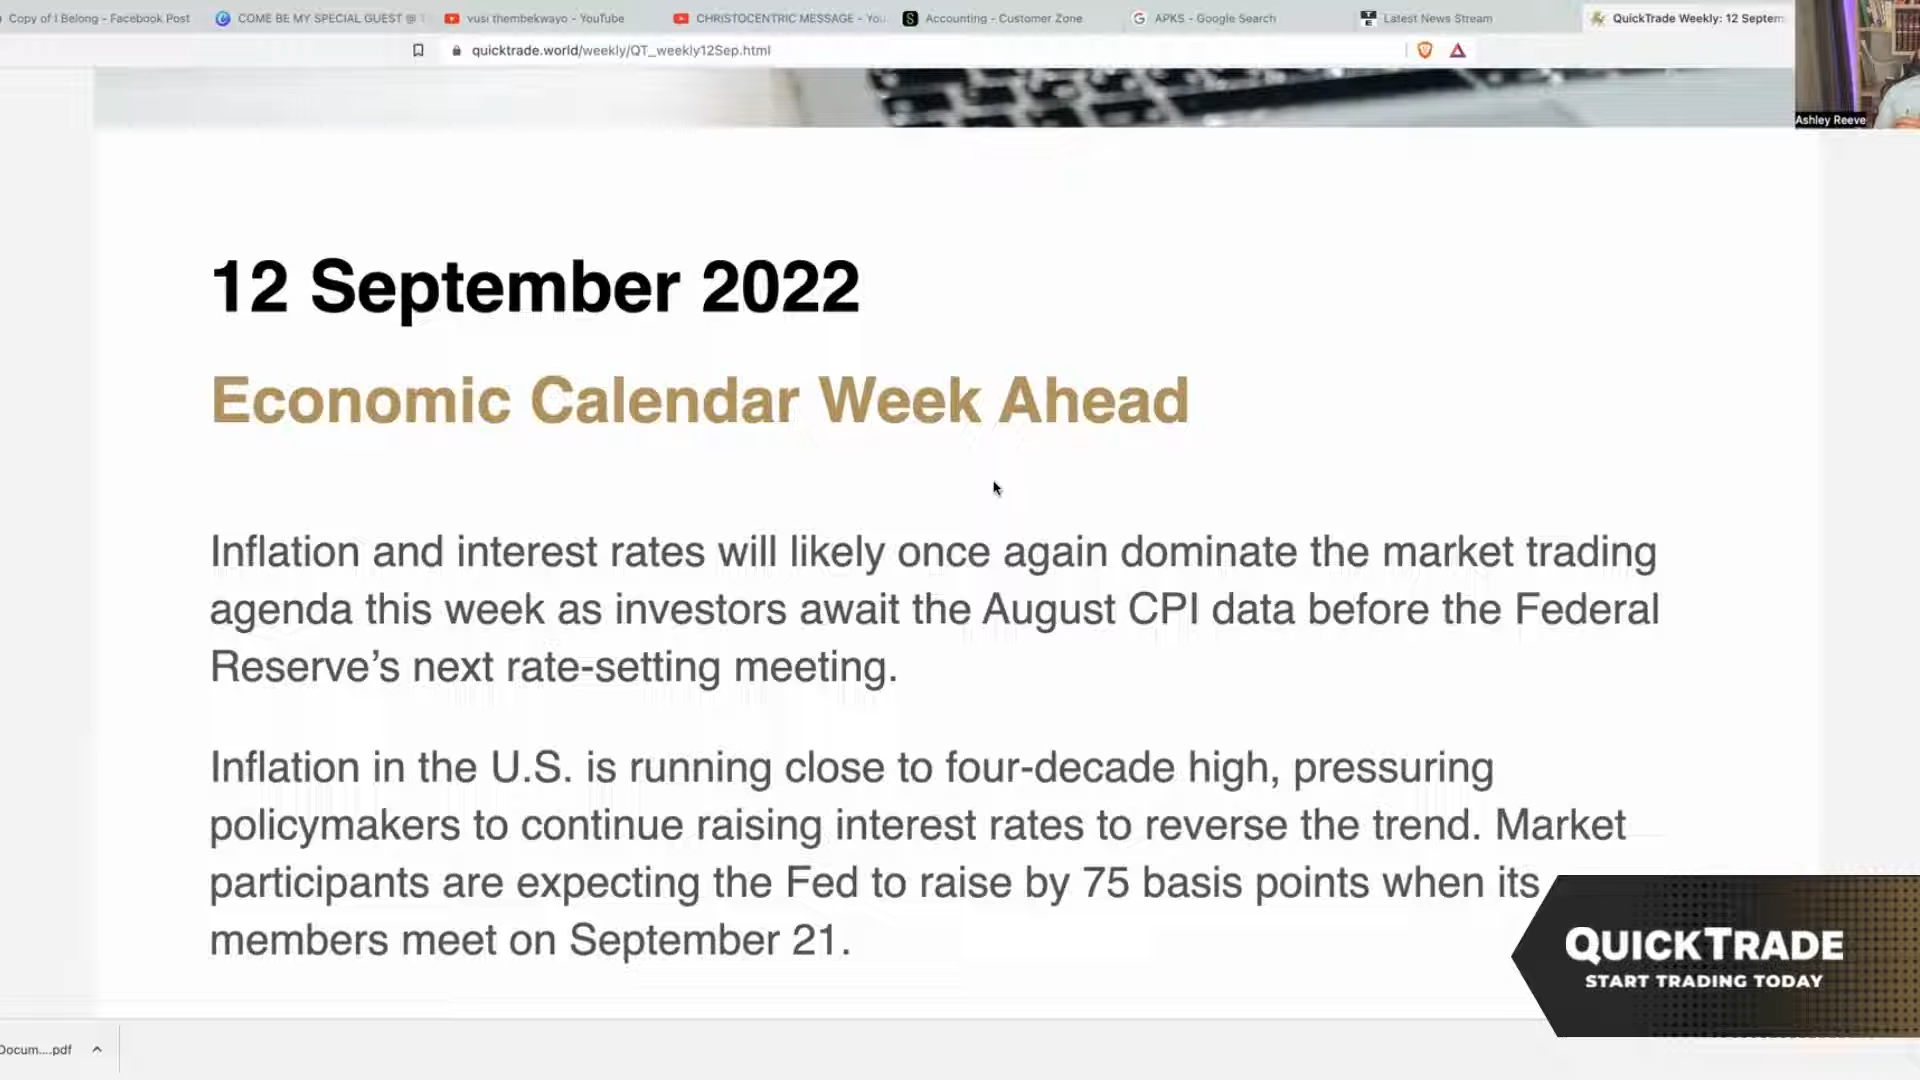 Copy of I Belong - Facebook Post
COME BE MY SPECIAL GUEST @
vusi thembekwayo - YouTube
CHRISTOCENTRIC MESSAGE - You
Accounting - Customer Zone
APKS - Google Search
Latest News Stream
QuickTrade Weekly: 12 Septem
quicktrade.world/weekly/QT_weekly12Sep.html
Ashley Reeve
12 September 2022
Economic Calendar Week Ahead
Inflation and interest rates will likely once again dominate the market trading
agenda this week as investors await the August CPI data before the Federal
Reserve’s next rate-setting meeting.
Inflation in the U.S. is running close to four-decade high, pressuring
policymakers to continue raising interest rates to reverse the trend. Market
participants are expecting the Fed to raise by 75 basis points when its
members meet on September 21.
QUICKTRADE
START TRADING TODAY
Docum....pdf